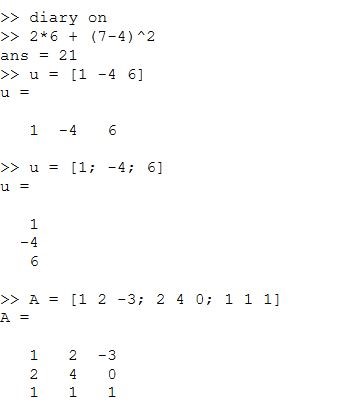 >> diary on
>> 2*6 + (7-4)^2
ans = 21
>> u = [1 -4 6]
u =
1 -4 6
>> u = [1; -4; 6]
u =
1
-4
6
>> A = [1 2 -3; 2 4 0; 1 1 1]
A =
1 2 -3
2 4 0
1 1 1